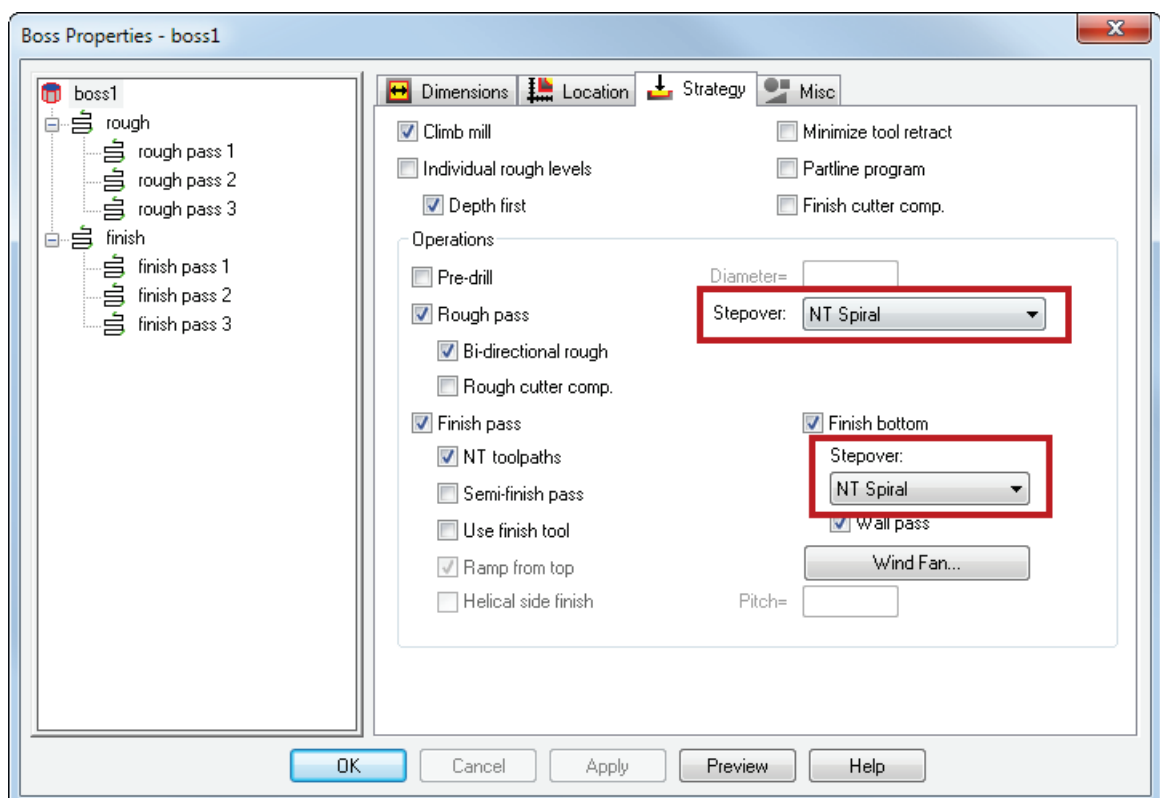 Boss Properties - boss1
boss1
rough
rough pass 1
rough pass 2
rough pass 3
finish
finish pass 1
finish pass 2
finish pass 3
Dimensions Location Strategy Misc
Climb mill Minimize tool retract
Individual rough levels Partline program
Depth first Finish cutter comp.
Operations
Pre-drill Diameter=
Rough pass Stepover: NT Spiral
Bi-directional rough
Rough cutter comp.
Finish pass Finish bottom
NT toolpaths Stepover:
Semi-finish pass NT Spiral
Use finish tool Wall pass
Ramp from top Wind Fan...
Helical side finish Pitch=
OK Cancel Apply Preview Help